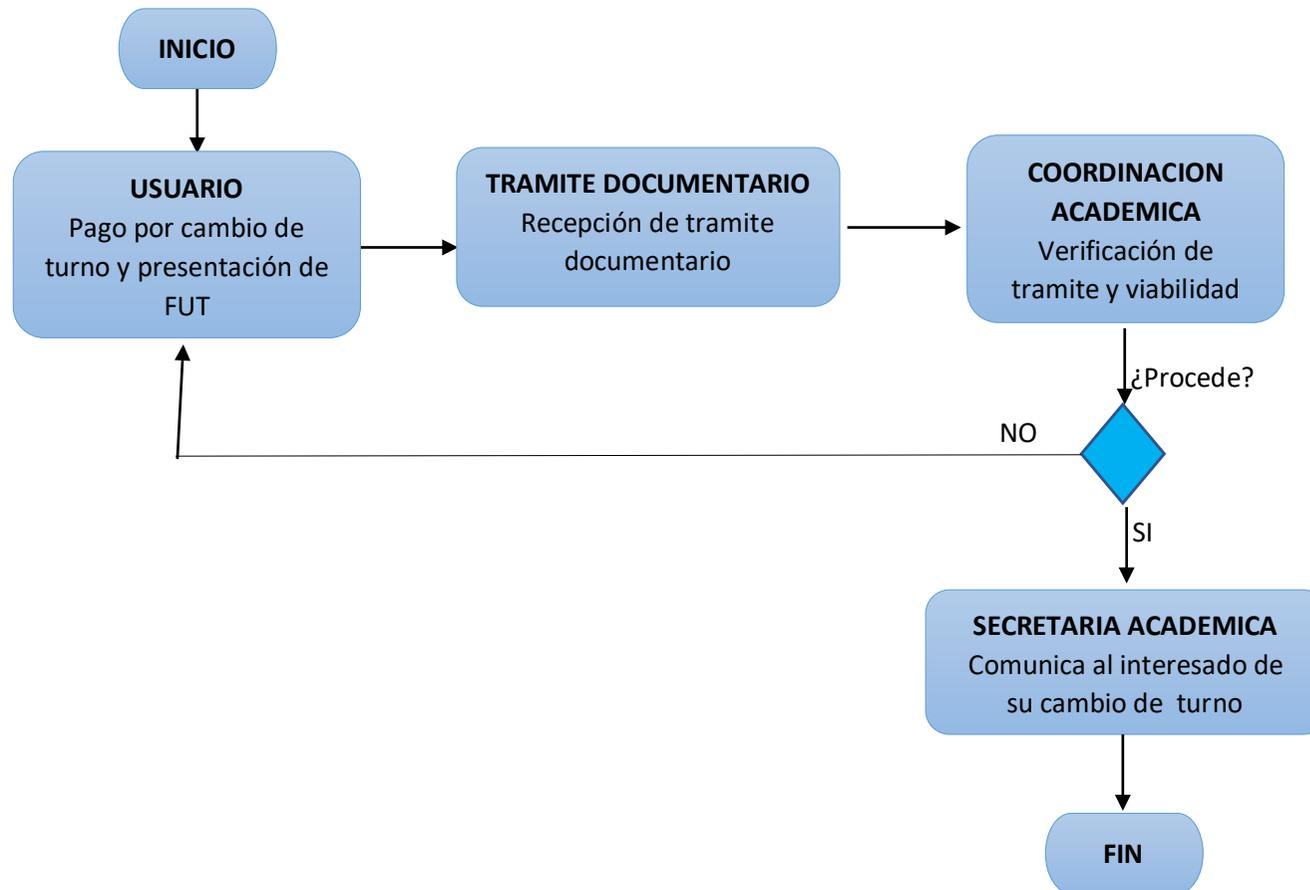 INICIO
USUARIO
Pago por cambio de
turno y presentación de
FUT
TRAMITE DOCUMENTARIO
Recepción de tramite
documentario
COORDINACION
ACADEMICA
Verificación de
tramite y viabilidad
¿Procede?
NO
SI
SECRETARIA ACADEMICA
Comunica al interesado de
su cambio de turno
FIN